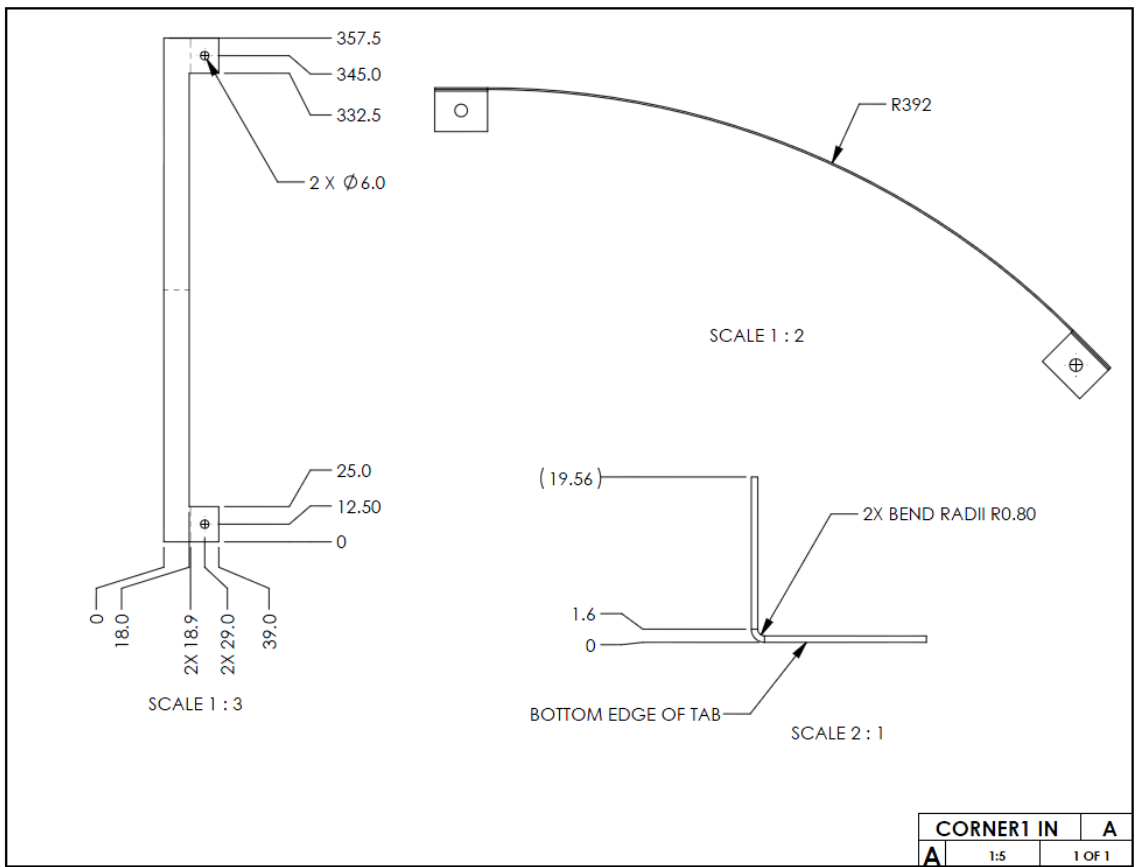 357.5
345.0
332.5
2 X Ø6.0
R392
SCALE 1 : 2
25.0
12.50
0
0
18.0
2X 18.9
2X 29.0
39.0
SCALE 1 : 3
( 19.56 )
2X BEND RADII R0.80
1.6
0
BOTTOM EDGE OF TAB
SCALE 2 : 1
CORNER1 IN A
A 1:5 1 OF 1